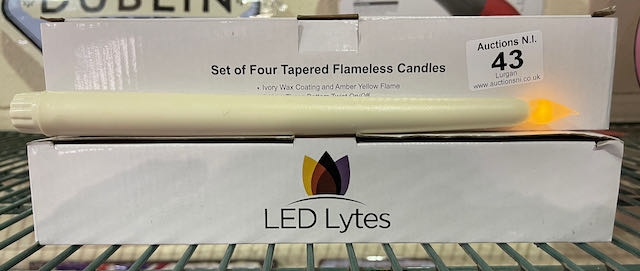 DUBLIN
Set of Four Tapered Flameless Candles
• Ivory Wax Coating and Amber Yellow Flame
Auctions N.I.
43
Lurgan
www.auctionsni.co.uk
LED Lytes